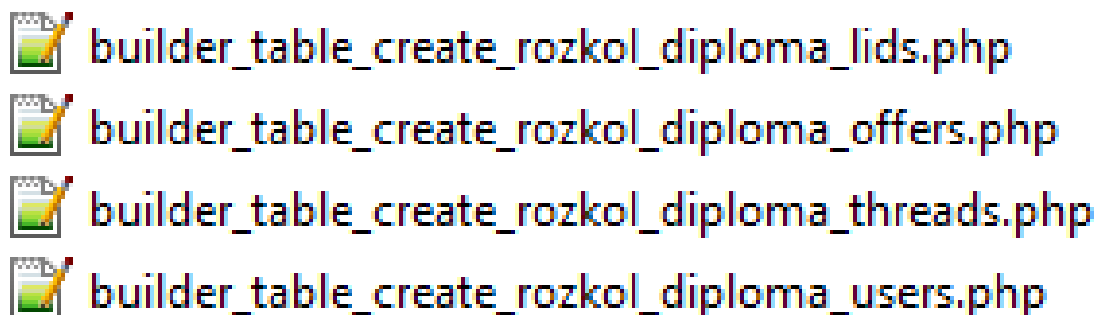 builder_table_create_rozkol_diploma_lids.php
builder_table_create_rozkol_diploma_offers.php
builder_table_create_rozkol_diploma_threads.php
builder_table_create_rozkol_diploma_users.php